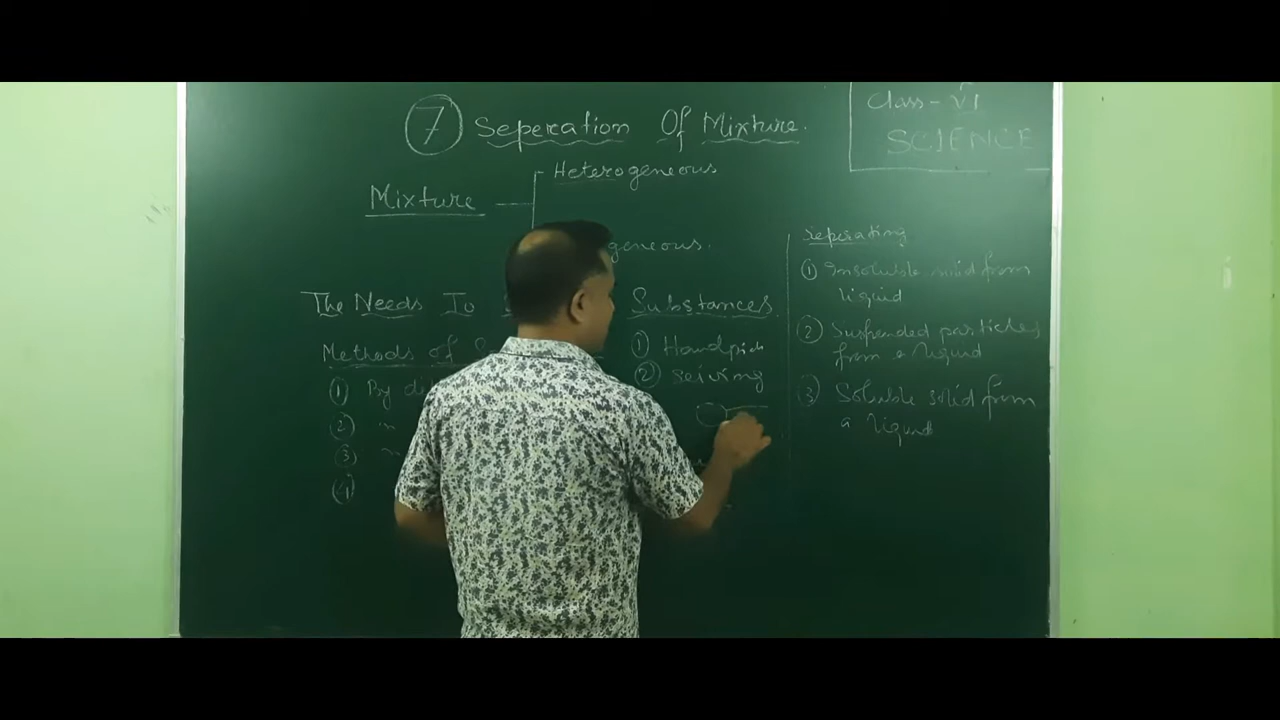 Class - VI
SCIENCE
7 Seperation Of Mixture.
Mixture
Heterogeneous
geneous.
The Needs To S
Substances.
Methods of S
① By di
②
③
④
① Handpick
② Seiving
Seperating
① Insoluble solid from
liquid
② Suspended particles
from a liquid
③ Soluble solid from
a liquid